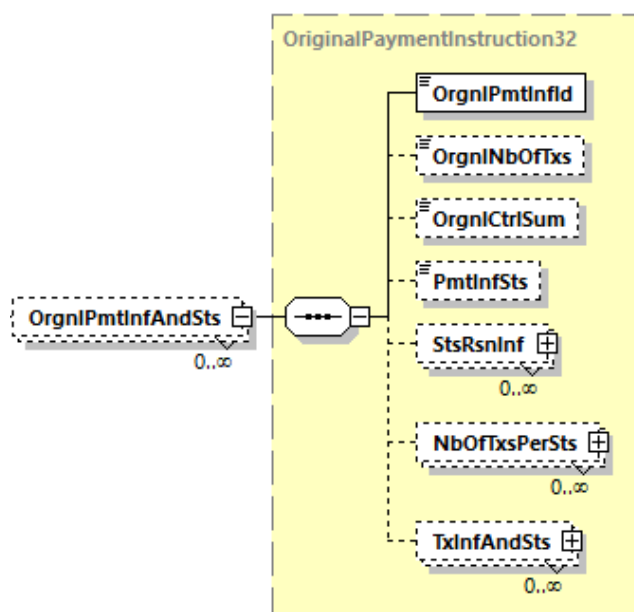 OriginalPaymentInstruction32
OrgnlPmtInfId
OrgnlNbOfTxs
OrgnlCtrlSum
PmtInfSts
OrgnlPmtInfAndSts
0..∞
StsRsnInf
0..∞
NbOfTxsPerSts
0..∞
TxInfAndSts
0..∞